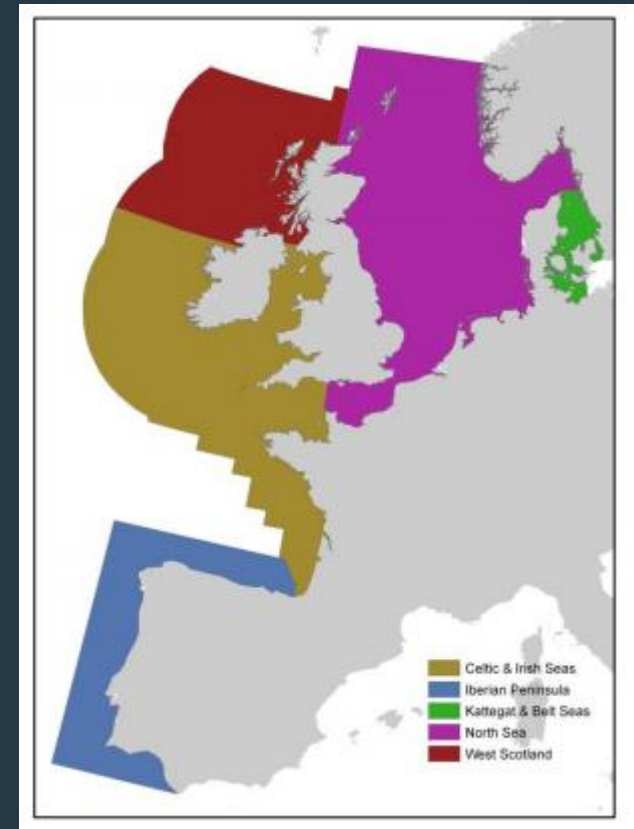 Celtic & Irish Seas
Iberian Peninsula
Kattegat & Belt Seas
North Sea
West Scotland